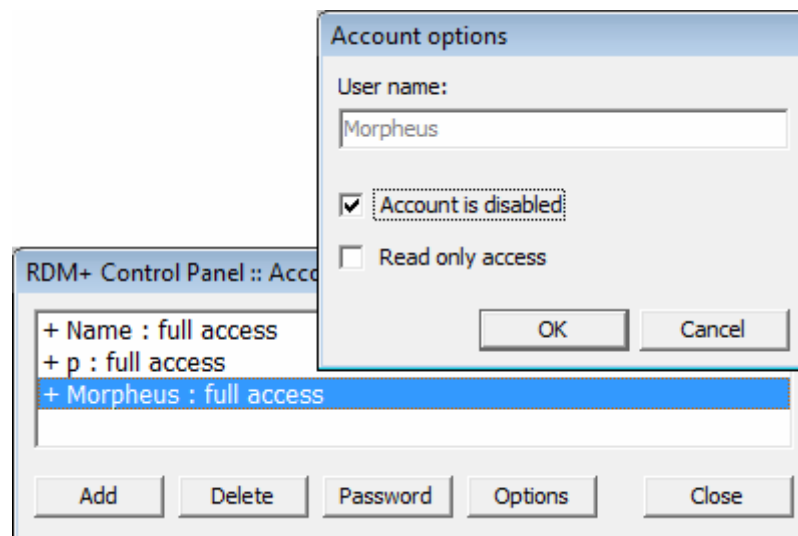 Account options
User name:
Morpheus
Account is disabled
Read only access
OK Cancel
RDM+ Control Panel :: Acco
+ Name : full access
+ p : full access
+ Morpheus : full access
Add Delete Password Options Close